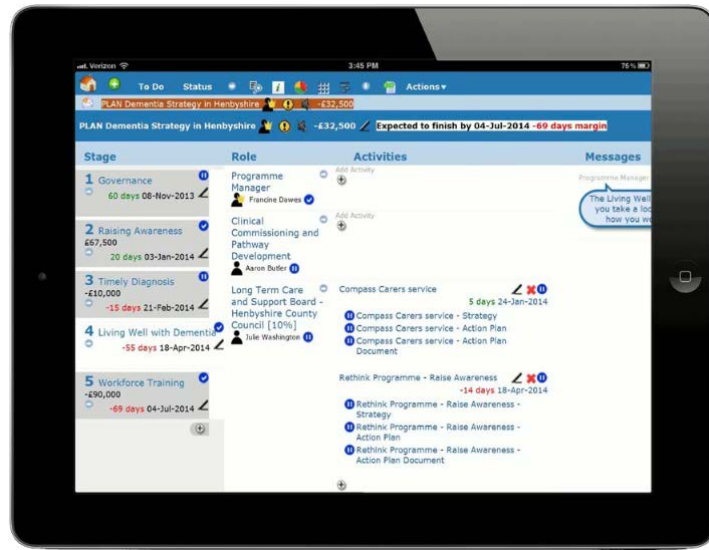 Verizon 3:45 PM 76%
To Do Status i Actions▾
PLAN Dementia Strategy in Henbyshire -£32,500
PLAN Dementia Strategy in Henbyshire -£32,500 Expected to finish by 04-Jul-2014 -69 days margin
Stage Role Activities Messages
1 Governance
60 days 08-Nov-2013
2 Raising Awareness
£67,500
20 days 03-Jan-2014
3 Timely Diagnosis
-£10,000
-15 days 21-Feb-2014
4 Living Well with Dementia
-55 days 18-Apr-2014
5 Workforce Training
-£90,000
-69 days 04-Jul-2014
Programme
Manager
Francine Dawes
Clinical
Commissioning and
Pathway
Development
Aaron Butler
Long Term Care
and Support Board -
Henbyshire County
Council [10%]
Julie Washington
Add Activity
Add Activity
Compass Carers service
5 days 24-Jan-2014
Compass Carers service - Strategy
Compass Carers service - Action Plan
Compass Carers service - Action Plan
Document
Rethink Programme - Raise Awareness
-14 days 18-Apr-2014
Rethink Programme - Raise Awareness -
Strategy
Rethink Programme - Raise Awareness -
Action Plan
Rethink Programme - Raise Awareness -
Action Plan Document
Programme Manager
The Living Well
you take a loo
how you we